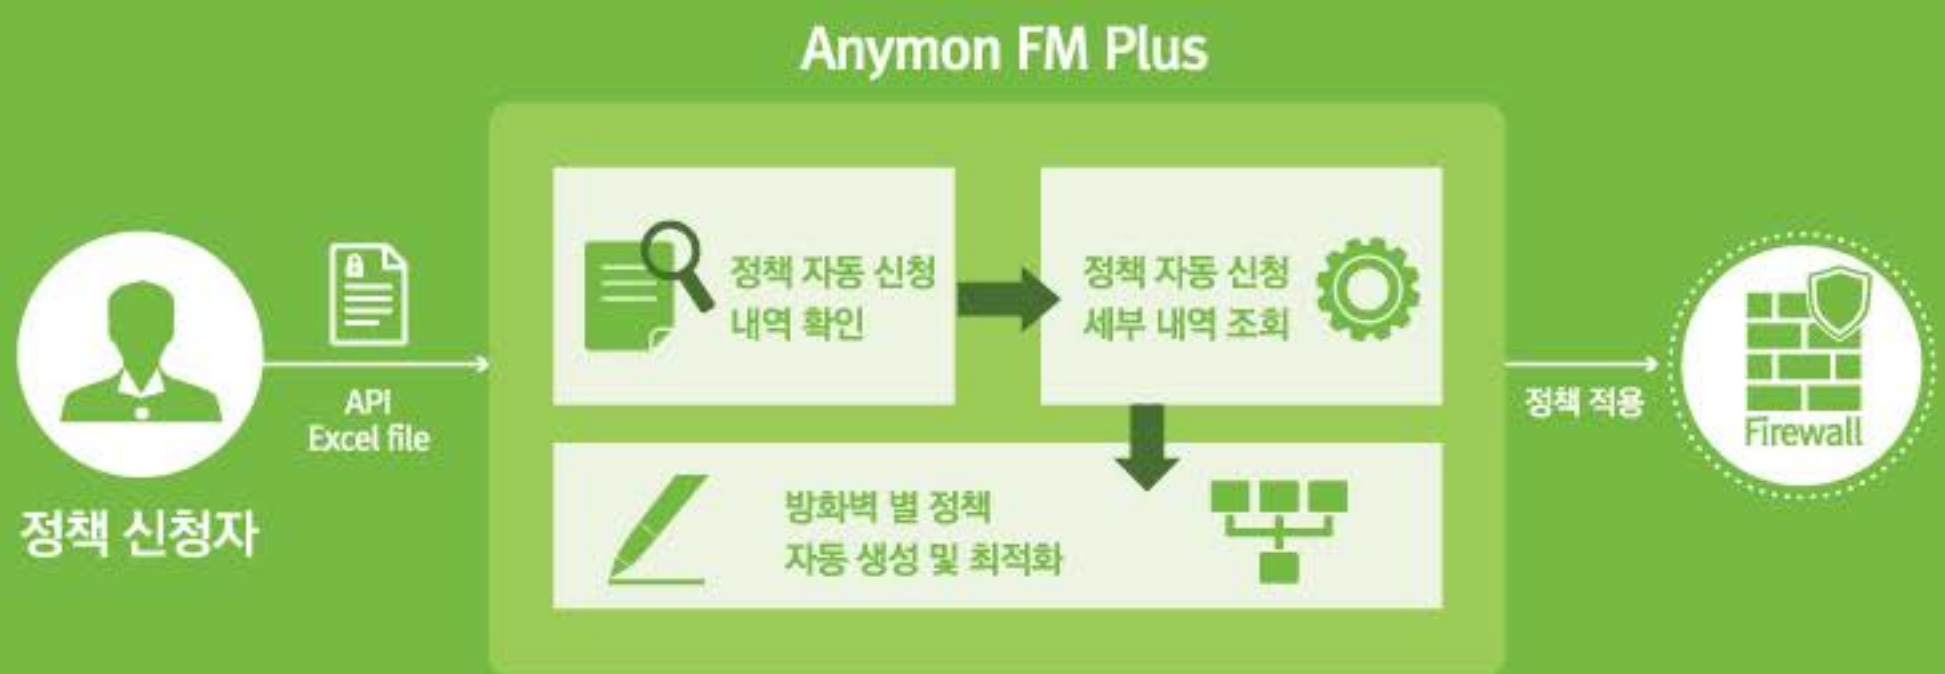 Anymon FM Plus
정책 신청자
API
Excel file
정책 자동 신청
내역 확인
정책 자동 신청
세부 내역 조회
방화벽 별 정책
자동 생성 및 최적화
정책 적용
Firewall